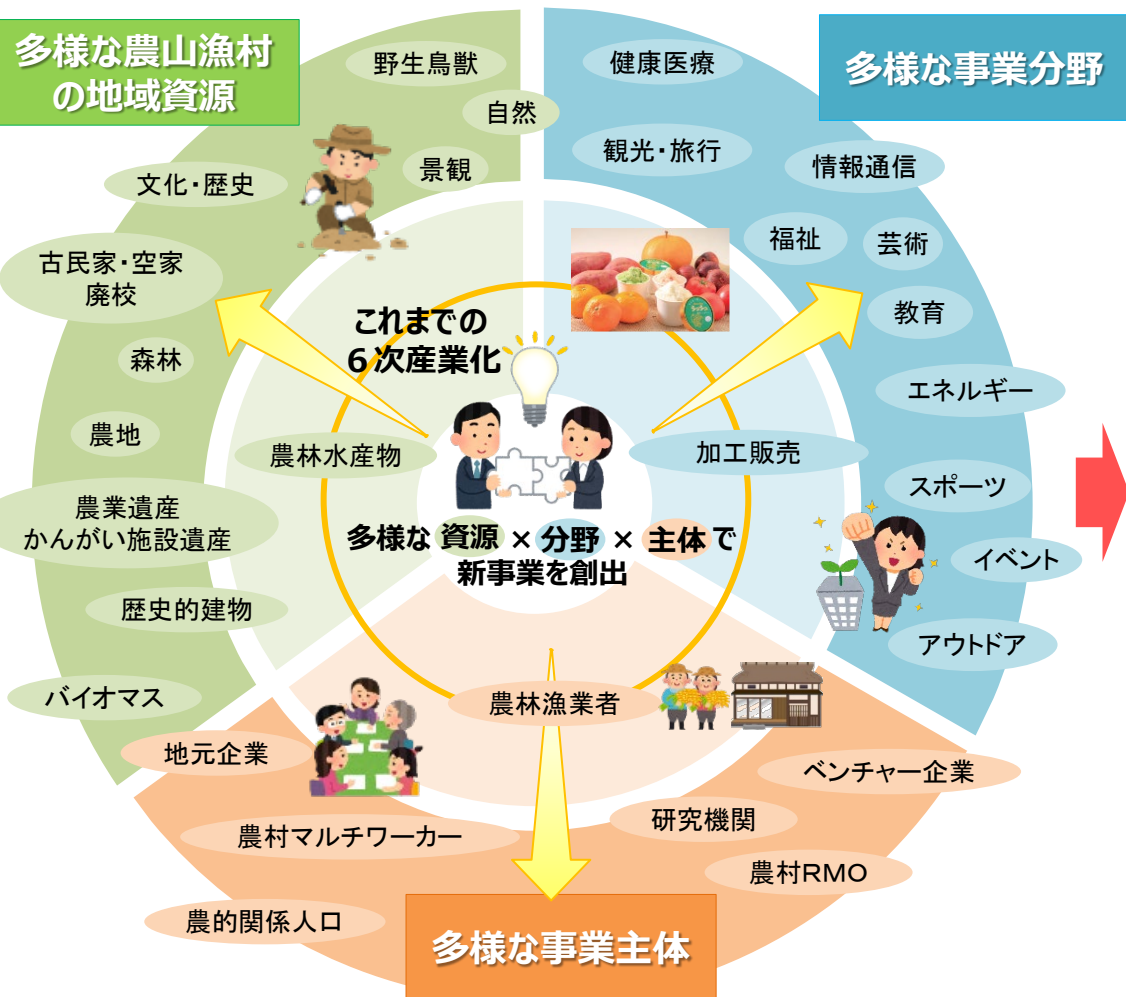 多様な農山漁村
の地域資源
野生鳥獣
自然
景観
文化・歴史
古民家・空家
廃校
森林
農地
農業遺産
かんがい施設遺産
歴史的建物
バイオマス
多様な事業分野
健康医療
観光・旅行
情報通信
福祉
芸術
教育
エネルギー
スポーツ
イベント
アウトドア
これまでの
６次産業化
農林水産物
加工販売
多様な 資源 × 分野 × 主体 で
新事業を創出
農林漁業者
地元企業
ベンチャー企業
農村マルチワーカー
研究機関
農村RMO
農的関係人口
多様な事業主体